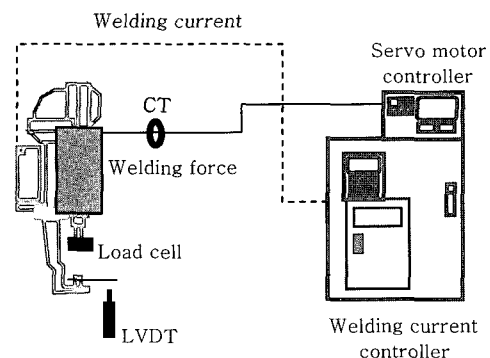 Welding current
Servo motor
controller
CT
Welding force
Load cell
LVDT
Welding current
controller